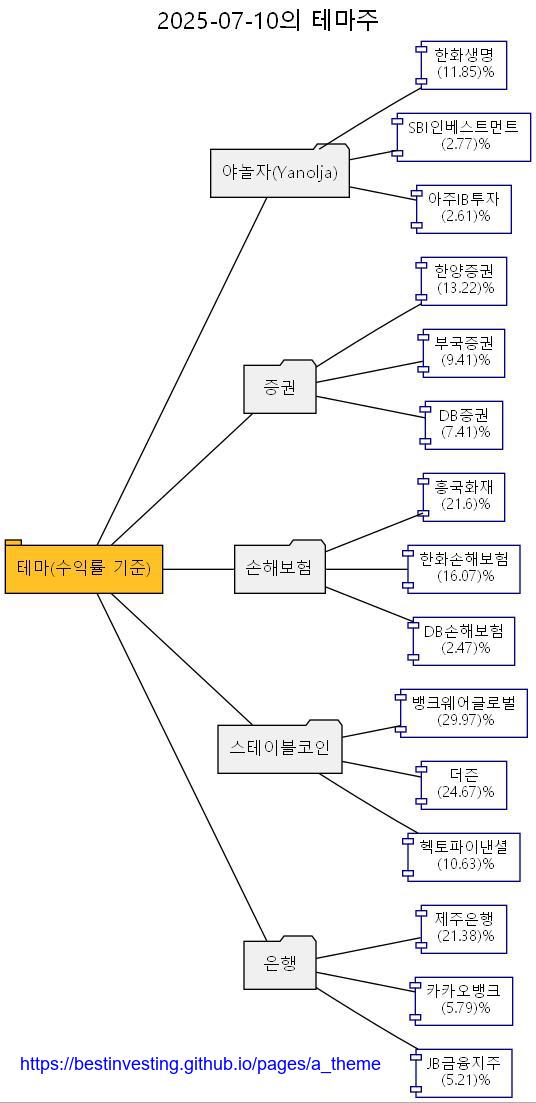 2025-07-10의 테마주
한화생명
(11.85)%
SBI인베스트먼트
(2.77)%
야놀자(Yanolja)
아주IB투자
(2.61)%
한양증권
(13.22)%
부국증권
(9.41)%
증권
DB증권
(7.41)%
흥국화재
(21.6)%
테마(수익률 기준)
손해보험
한화손해보험
(16.07)%
DB손해보험
(2.47)%
뱅크웨어글로벌
(29.97)%
스테이블코인
더즌
(24.67)%
헥토파이낸셜
(10.63)%
제주은행
(21.38)%
은행
카카오뱅크
(5.79)%
JB금융지주
(5.21)%
https://bestinvesting.github.io/pages/a_theme